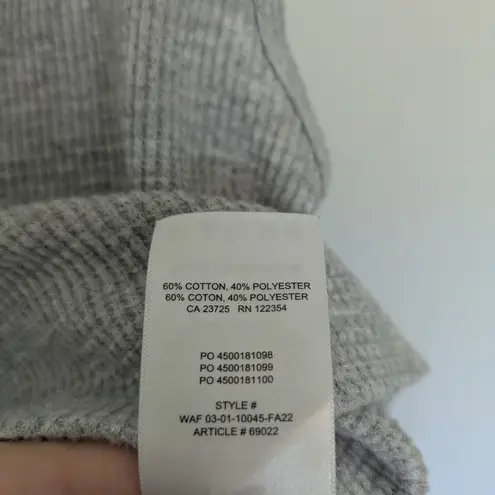 60% COTTON, 40% POLYESTER
60% COTON, 40% POLYESTER
CA 23725 RN 122354
PO 4500181098
PO 4500181099
PO 4500181100
STYLE #
WAF 03-01-10045-FA22
ARTICLE # 69022